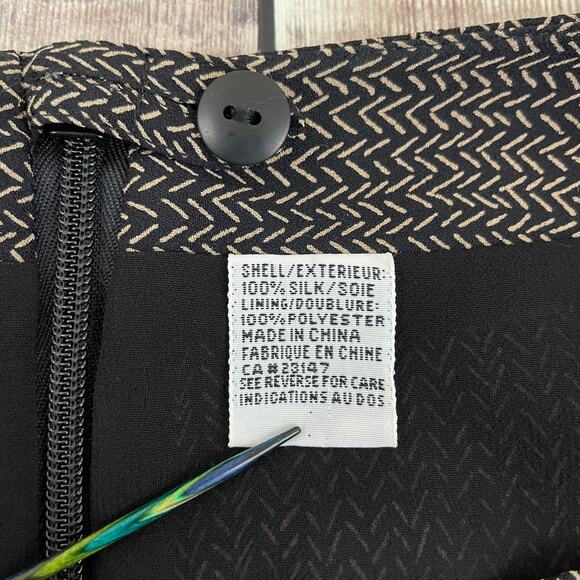 SHELL/EXTERIEUR:
100% SILK/SOIE
LINING/DOUBLURE:
100% POLYESTER
MADE IN CHINA
FABRIQUE EN CHINE
CA # 23147
SEE REVERSE FOR CARE
INDICATIONS AU DOS